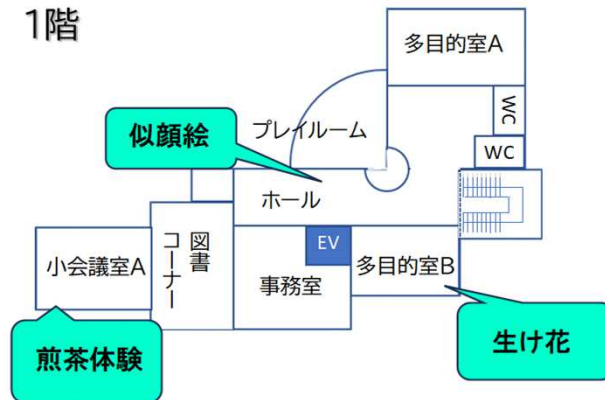 1階
多目的室A
似顔絵
プレイルーム
WC
WC
ホール
小会議室A
図書
コーナー
EV
事務室
多目的室B
煎茶体験
生け花